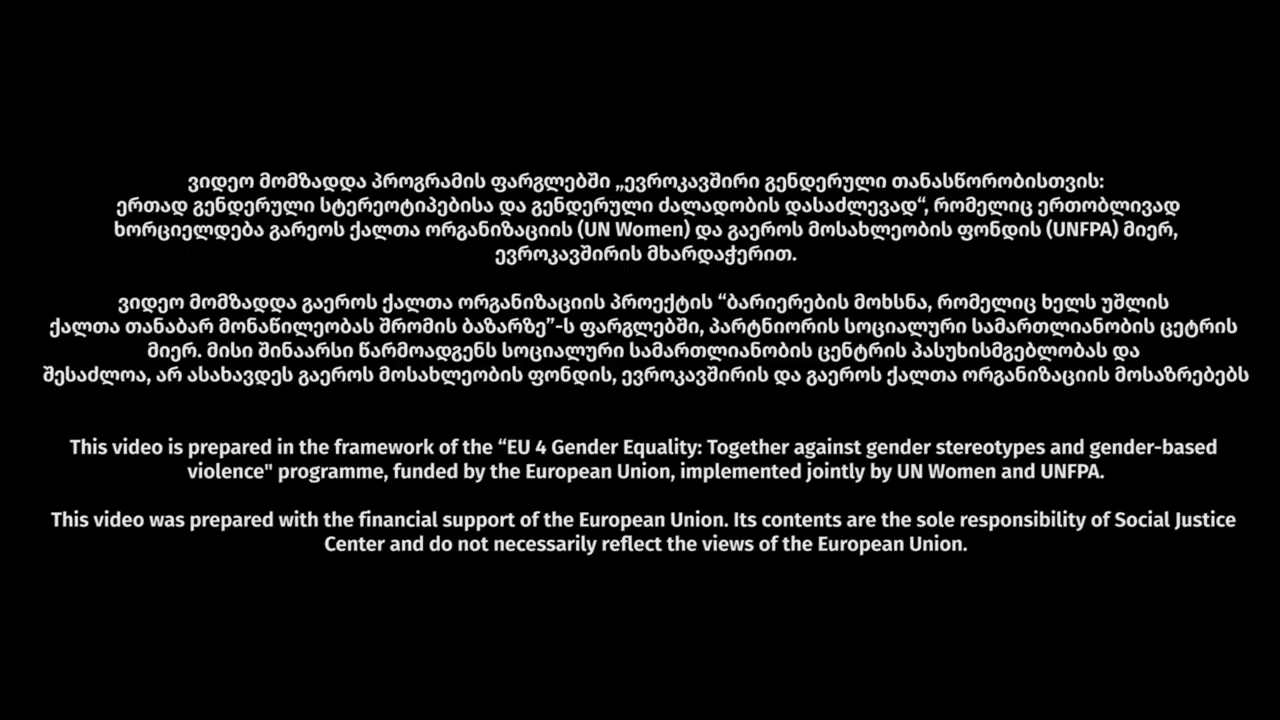 ვიდეო მომზადდა პროგრამის ფარგლებში „ევროკავშირი გენდერული თანასწორობისთვის:
ერთად გენდერული სტერეოტიპებისა და გენდერული ძალადობის დასაძლევად“, რომელიც ერთობლივად
ხორციელდება გარეოს ქალთა ორგანიზაციის (UN Women) და გაეროს მოსახლეობის ფონდის (UNFPA) მიერ,
ევროკავშირის მხარდაჭერით.
ვიდეო მომზადდა გაეროს ქალთა ორგანიზაციის პროექტის “ბარიერების მოხსნა, რომელიც ხელს უშლის
ქალთა თანაბარ მონაწილეობას შრომის ბაზარზე”-ს ფარგლებში, პარტნიორის სოციალური სამართლიანობის ცეტრის
მიერ. მისი შინაარსი წარმოადგენს სოციალური სამართლიანობის ცენტრის პასუხისმგებლობას და
შესაძლოა, არ ასახავდეს გაეროს მოსახლეობის ფონდის, ევროკავშირის და გაეროს ქალთა ორგანიზაციის მოსაზრებებს
This video is prepared in the framework of the “EU 4 Gender Equality: Together against gender stereotypes and gender-based
violence" programme, funded by the European Union, implemented jointly by UN Women and UNFPA.
This video was prepared with the financial support of the European Union. Its contents are the sole responsibility of Social Justice
Center and do not necessarily reflect the views of the European Union.